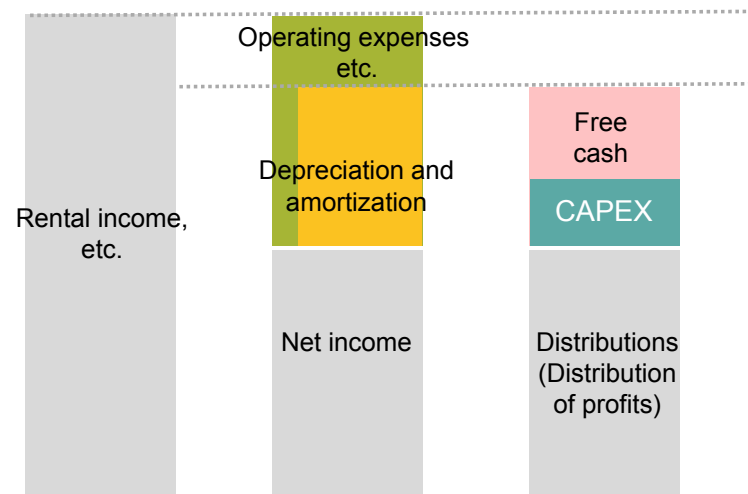 Rental income,
etc.
Operating expenses
etc.
Depreciation and
amortization
Net income
Free
cash
CAPEX
Distributions
(Distribution
of profits)